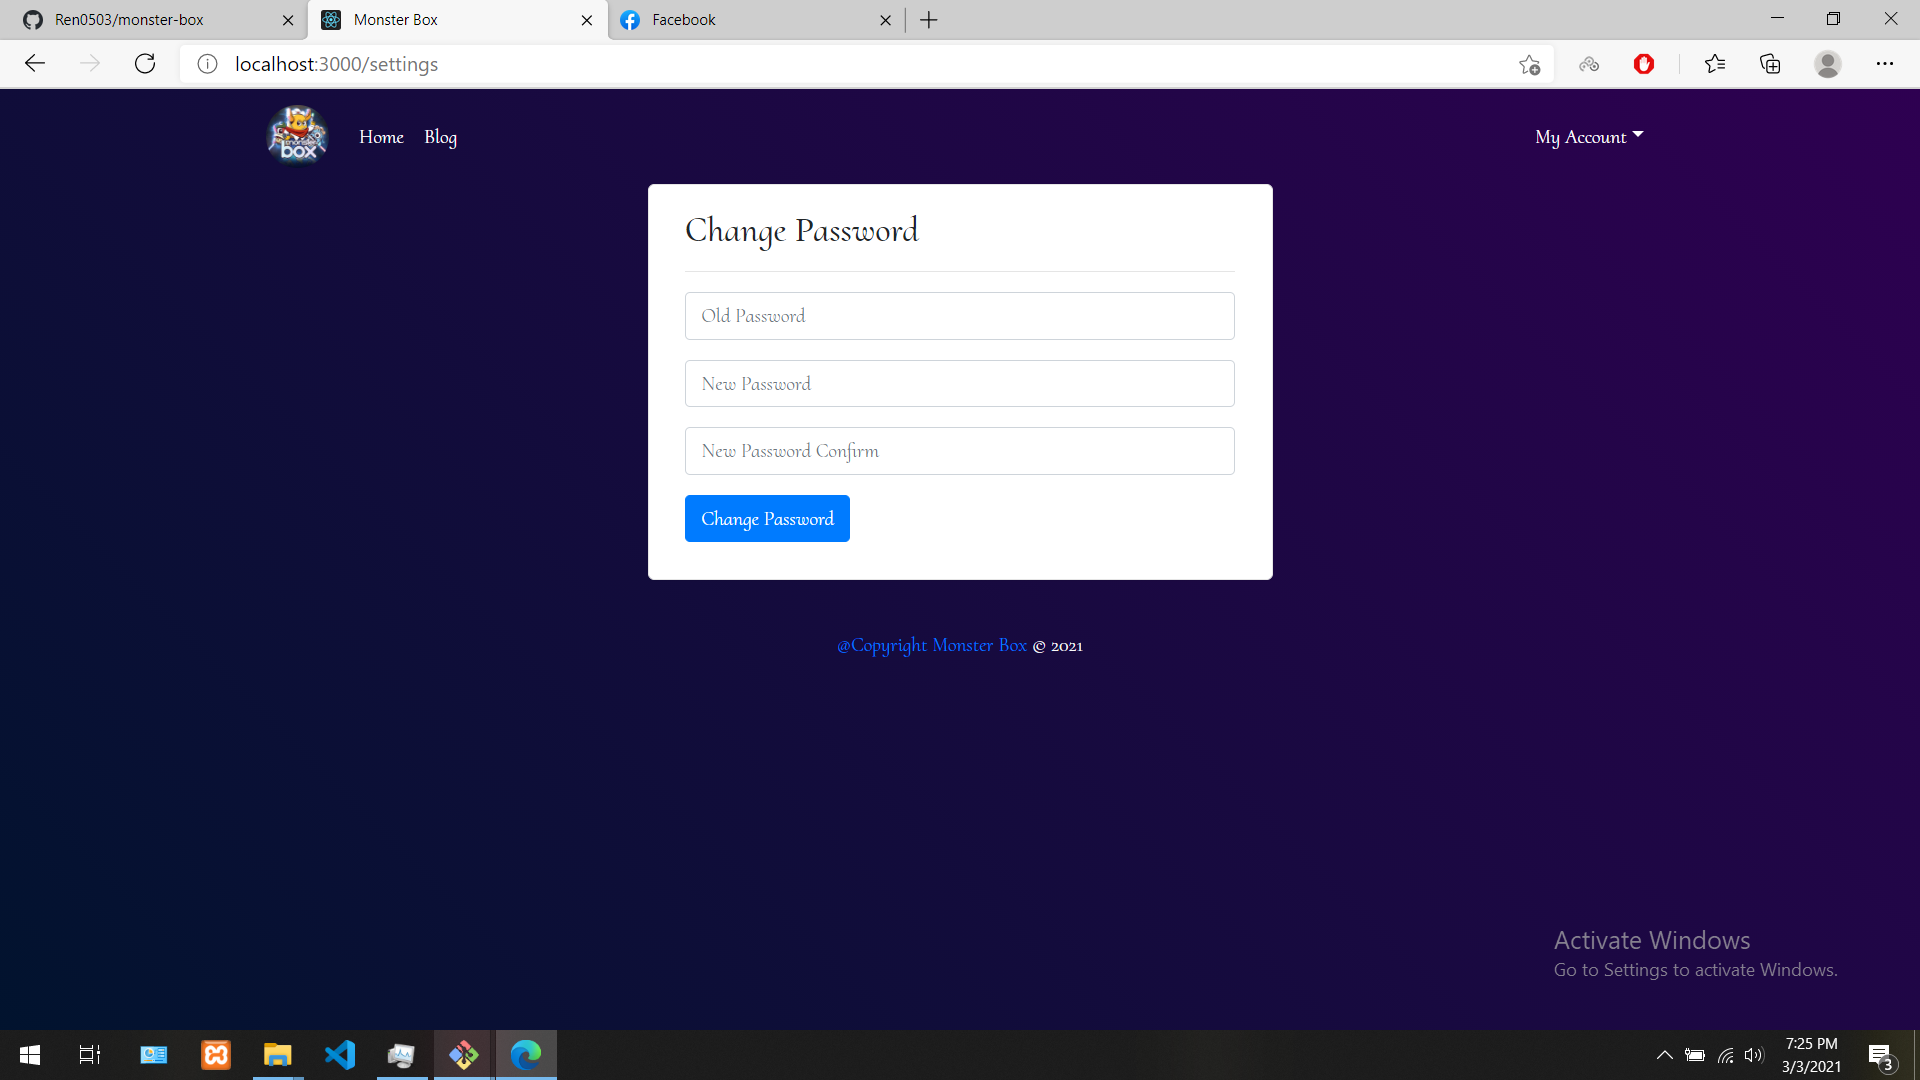 Ren0503/monster-box
Monster Box
Facebook
localhost:3000/settings
monster
box
Home
Blog
My Account
Change Password
Old Password
New Password
New Password Confirm
Change Password
@Copyright Monster Box © 2021
Activate Windows
Go to Settings to activate Windows.
7:25 PM
3/3/2021
3